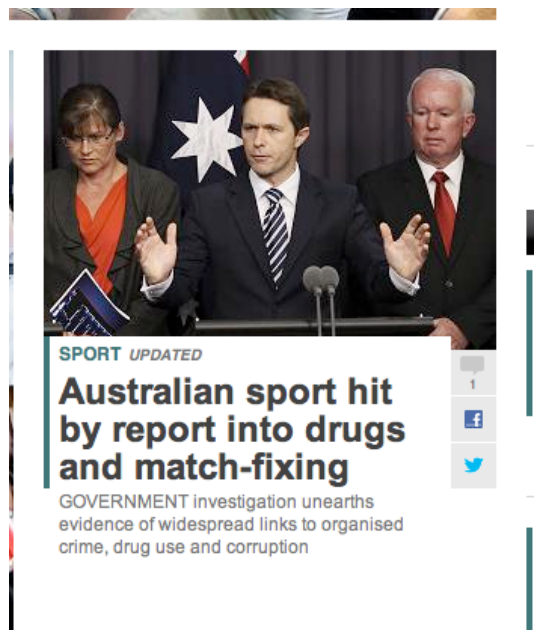 SPORT UPDATED
Australian sport hit
by report into drugs
and match-fixing
GOVERNMENT investigation unearths
evidence of widespread links to organised
crime, drug use and corruption
1
f